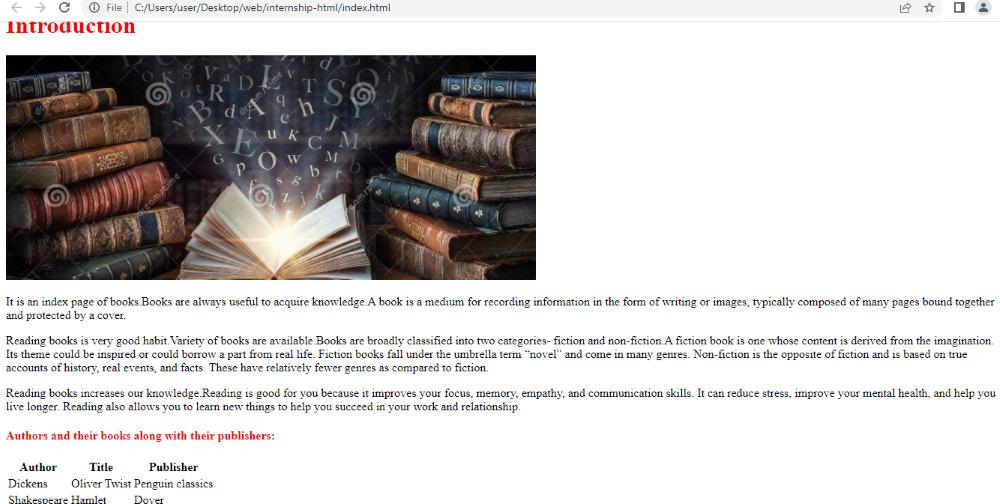 File | C:/Users/user/Desktop/web/internship-html/index.html
Introduction
It is an index page of books.Books are always useful to acquire knowledge.A book is a medium for recording information in the form of writing or images, typically composed of many pages bound together
and protected by a cover.
Reading books is very good habit.Variety of books are available.Books are broadly classified into two categories- fiction and non-fiction.A fiction book is one whose content is derived from the imagination.
Its theme could be inspired or could borrow a part from real life. Fiction books fall under the umbrella term “novel” and come in many genres. Non-fiction is the opposite of fiction and is based on true
accounts of history, real events, and facts. These have relatively fewer genres as compared to fiction.
Reading books increases our knowledge.Reading is good for you because it improves your focus, memory, empathy, and communication skills. It can reduce stress, improve your mental health, and help you
live longer. Reading also allows you to learn new things to help you succeed in your work and relationship.
Authors and their books along with their publishers:
Author Title Publisher
Dickens Oliver Twist Penguin classics
Shakespeare Hamlet Dover